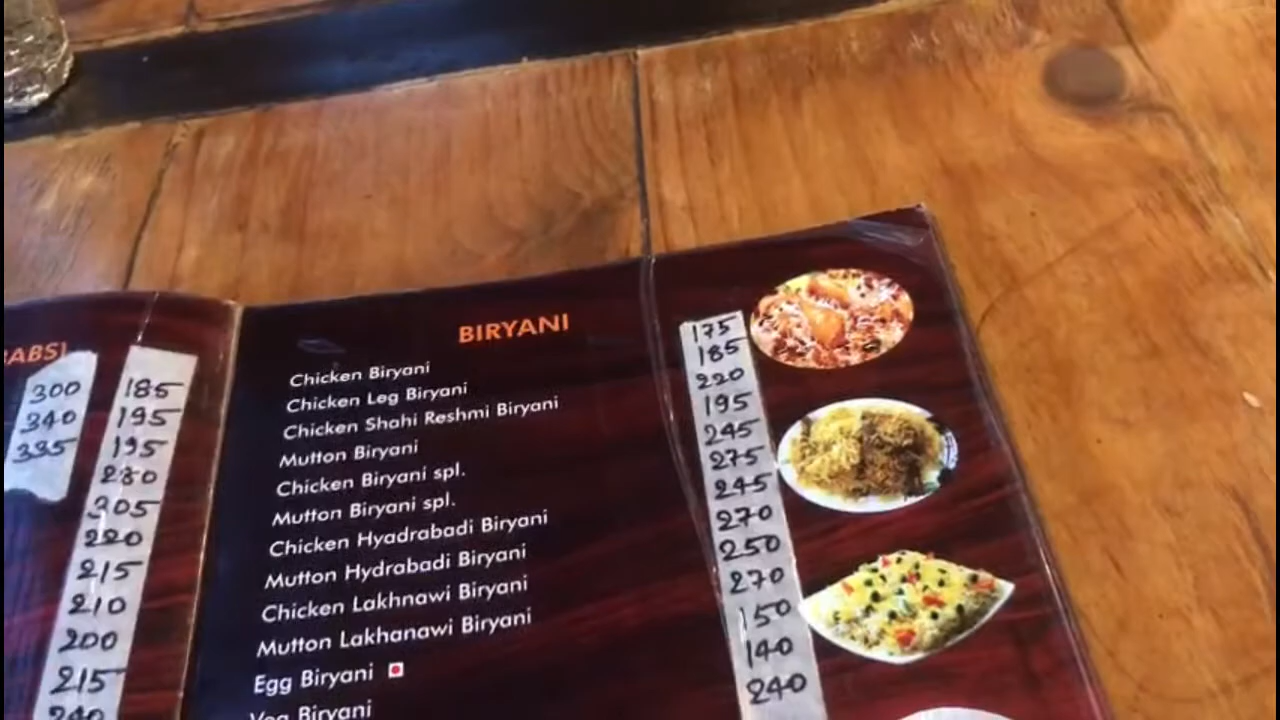 300 185
340 195
335 195
230
305
220
215
210
200
215
240
BIRYANI
Chicken Biryani 175
Chicken Leg Biryani 185
Chicken Shahi Reshmi Biryani 220
Mutton Biryani 195
Chicken Biryani spl. 245
Mutton Biryani spl. 275
Chicken Hyadrabadi Biryani 245
Mutton Hydrabadi Biryani 270
Chicken Lakhnawi Biryani 250
Mutton Lakhanawi Biryani 270
Egg Biryani 150
Veg Biryani 140
240